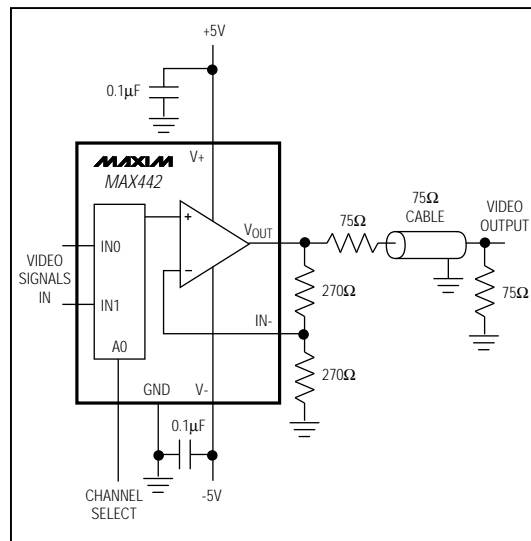 +5V
0.1μF
V+
MAXIM
MAX442
75Ω
CABLE
VIDEO
OUTPUT
75Ω
VOUT
+
IN0
VIDEO
SIGNALS
IN
−
75Ω
270Ω
IN1
IN-
A0
270Ω
GND
V-
0.1μF
CHANNEL
SELECT
-5V